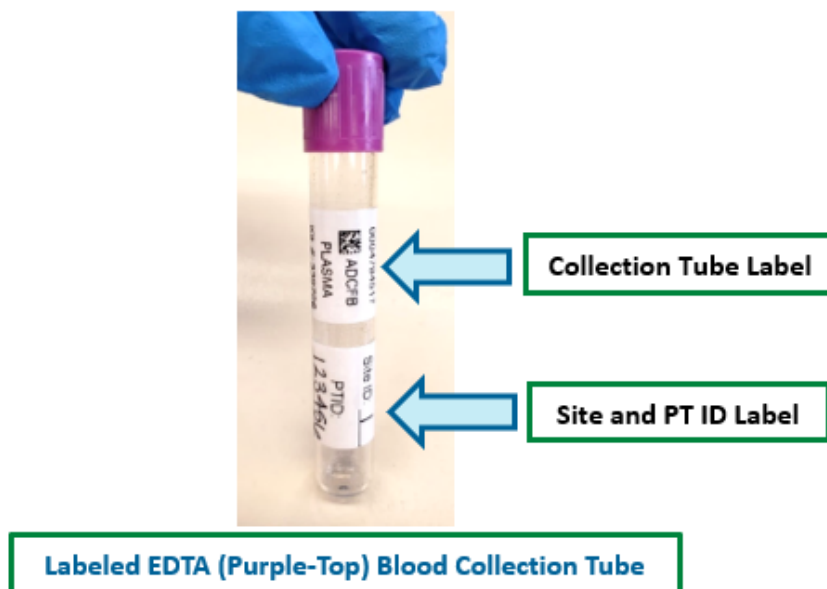 ADCFB
PLASMA
Collection Tube Label
Site ID
PTID:
Site and PT ID Label
Labeled EDTA (Purple-Top) Blood Collection Tube